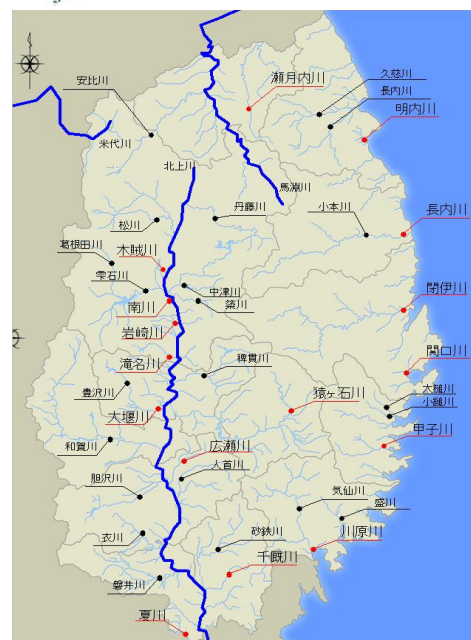 瀬月内川
久慈川
安比川
長内川
明内川
米代川
北上川
馬淵川
丹藤川
小本川
長内川
松川
木賊川
葛根田川
雫石川
中津川
閉伊川
南川
簗川
岩崎川
滝名川
稗貫川
関口川
豊沢川
猿ヶ石川
大槌川
小鎚川
大堰川
甲子川
和賀川
広瀬川
人首川
胆沢川
気仙川
盛川
衣川
砂鉄川
川原川
千厩川
磐井川
夏川